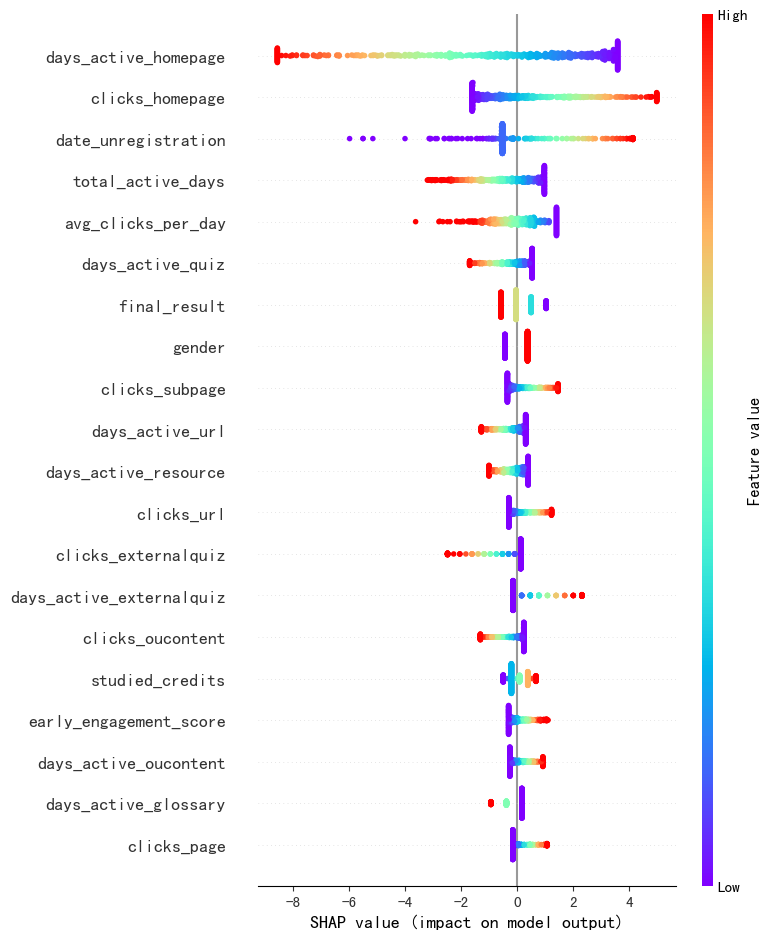 High
days_active_homepage
clicks_homepage
date_unregistration
total_active_days
avg_clicks_per_day
days_active_quiz
final_result
gender
clicks_subpage
days_active_url
days_active_resource
clicks_url
clicks_externalquiz
days_active_externalquiz
clicks_oucontent
studied_credits
early_engagement_score
days_active_oucontent
days_active_glossary
clicks_page
Feature value
Low
−8 −6 −4 −2 0 2 4
SHAP value (impact on model output)